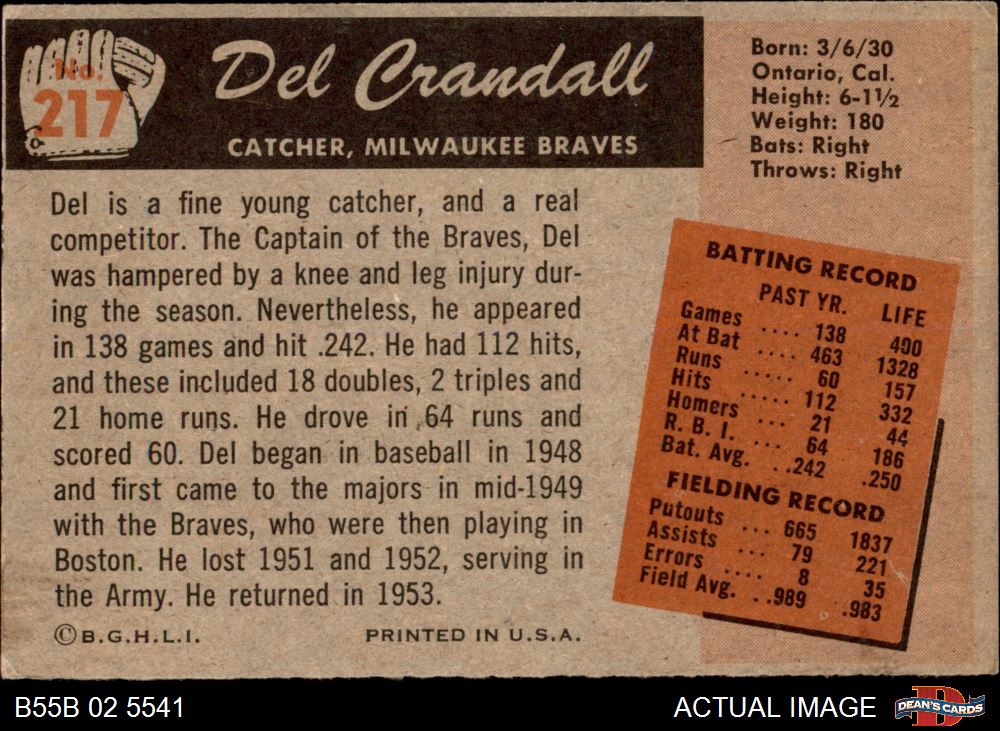 No.
217
Del Crandall
CATCHER, MILWAUKEE BRAVES
Born: 3/6/30
Ontario, Cal.
Height: 6-1½
Weight: 180
Bats: Right
Throws: Right
Del is a fine young catcher, and a real
competitor. The Captain of the Braves, Del
was hampered by a knee and leg injury dur-
ing the season. Nevertheless, he appeared
in 138 games and hit .242. He had 112 hits,
and these included 18 doubles, 2 triples and
21 home runs. He drove in 64 runs and
scored 60. Del began in baseball in 1948
and first came to the majors in mid-1949
with the Braves, who were then playing in
Boston. He lost 1951 and 1952, serving in
the Army. He returned in 1953.
©B.G.H.L.I. PRINTED IN U.S.A.
BATTING RECORD
PAST YR. LIFE
Games .... 138 400
At Bat .... 463 1328
Runs ..... 60 157
Hits ..... 112 332
Homers ... 21 44
R. B. I. ... 64 186
Bat. Avg. ..242 .250
FIELDING RECORD
Putouts ... 665 1837
Assists ... 79 221
Errors .... 8 35
Field Avg. ..989 .983
B55B 02 5541
ACTUAL IMAGE
DEAN'S CARDS